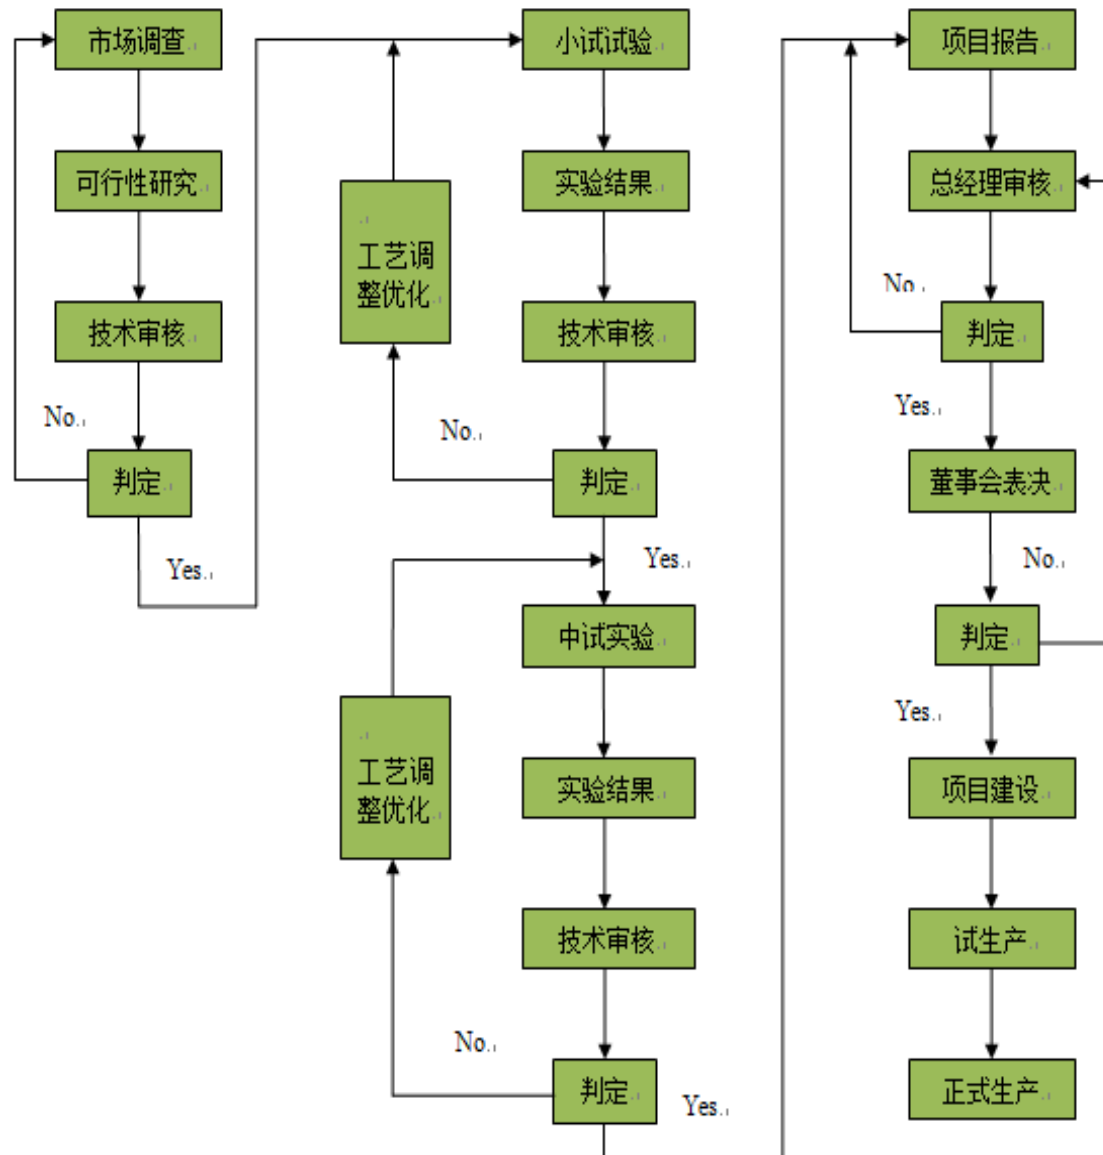 市场调查
可行性研究
技术审核
No.
判定
Yes.
小试试验
实验结果
工艺调
整优化
技术审核
No.
判定
Yes.
中试实验
工艺调
整优化
实验结果
技术审核
No.
判定
Yes.
项目报告
总经理审核
No.
判定
Yes.
董事会表决
No.
判定
Yes.
项目建设
试生产
正式生产